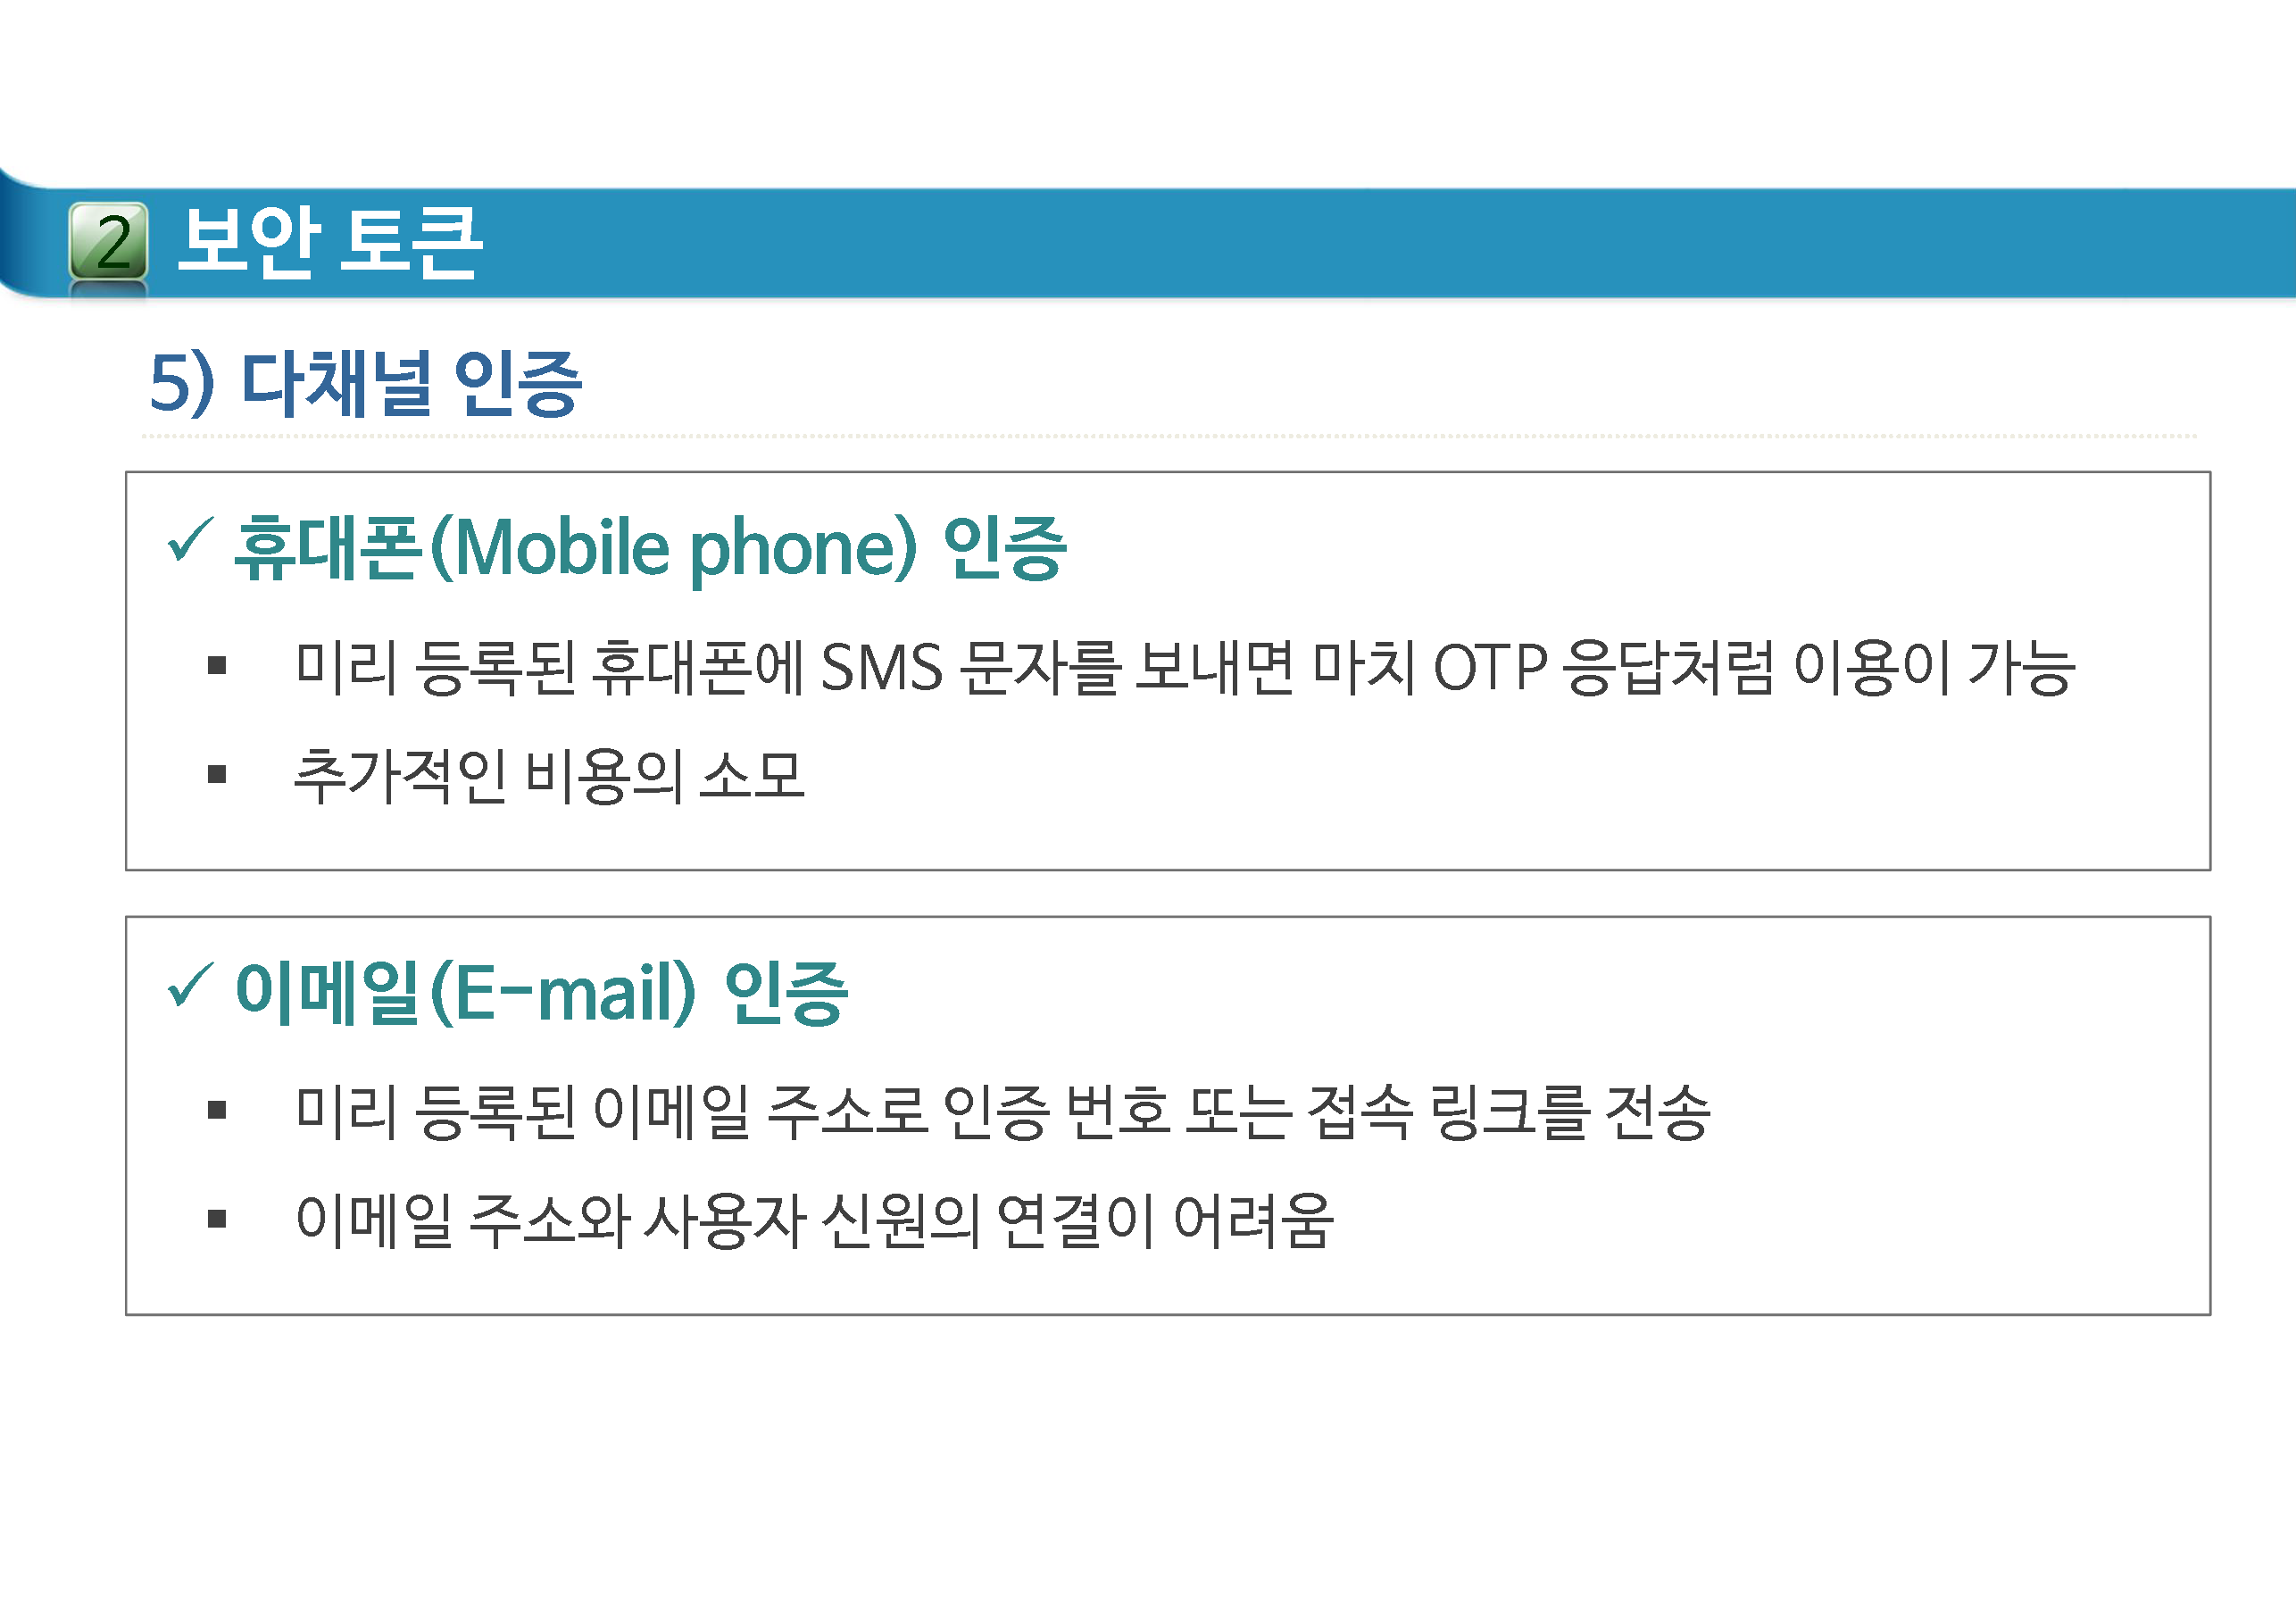 2 보안 토큰
5) 다채널 인증
✓ 휴대폰(Mobile phone) 인증
▪ 미리 등록된 휴대폰에 SMS 문자를 보내면 마치 OTP 응답처럼 이용이 가능
▪ 추가적인 비용의 소모
✓ 이메일(E-mail) 인증
▪ 미리 등록된 이메일 주소로 인증 번호 또는 접속 링크를 전송
▪ 이메일 주소와 사용자 신원의 연결이 어려움